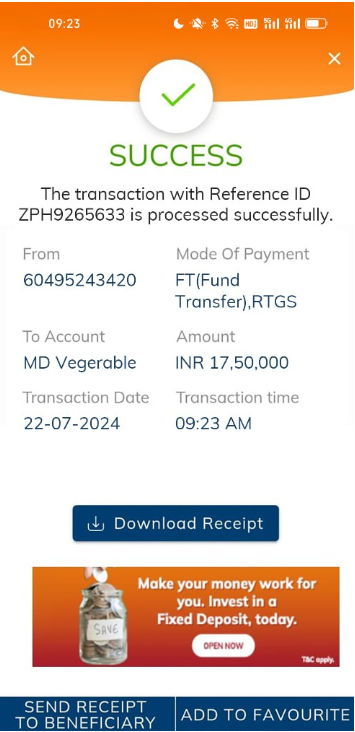 09:23
SUCCESS
The transaction with Reference ID
ZPH9265633 is processed successfully.
From
Mode Of Payment
60495243420
FT(Fund
Transfer),RTGS
To Account
Amount
MD Vegerable
INR 17,50,000
Transaction Date
Transaction time
22-07-2024
09:23 AM
Download Receipt
SAVE
Make your money work for
you. Invest in a
Fixed Deposit, today.
OPEN NOW
T&C apply.
SEND RECEIPT
TO BENEFICIARY
ADD TO FAVOURITE